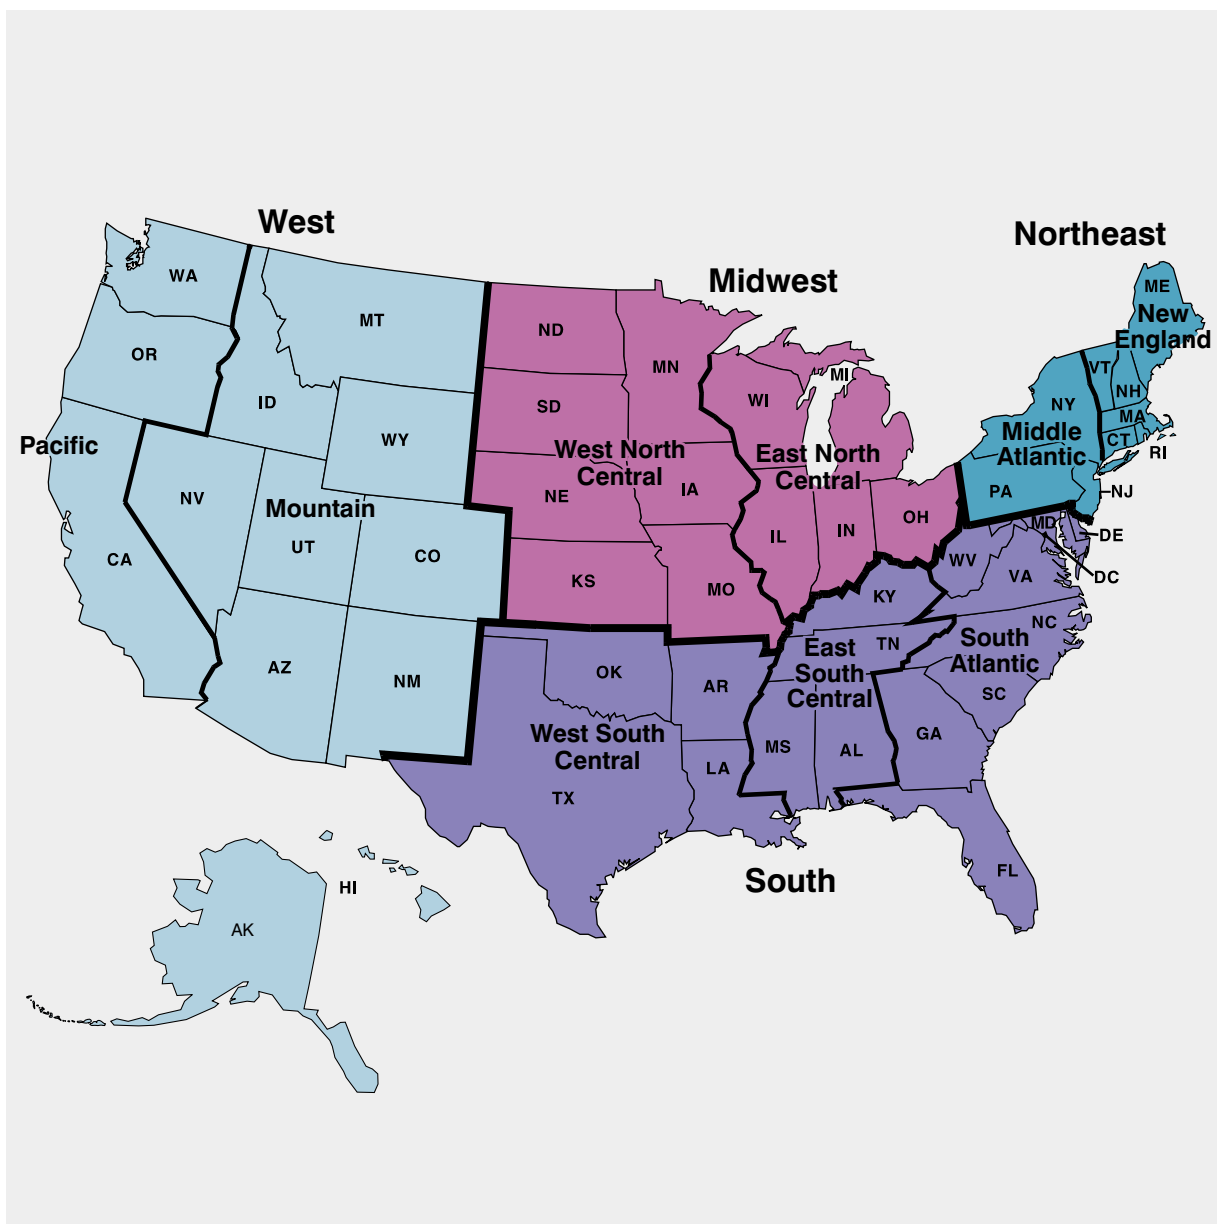 West
Northeast
Midwest
WA
ME
New
England
MT
ND
OR
MN
VT
MI
NH
ID
WI
NY
SD
MA
WY
Middle
Atlantic
CT
Pacific
West North
Central
East North
Central
RI
NV
NE
IA
PA
NJ
Mountain
OH
MD
IL
IN
DE
UT
CO
CA
WV
VA
DC
KS
MO
KY
NC
TN
South
Atlantic
East
South
Central
AZ
NM
OK
AR
SC
West South
Central
MS
AL
GA
LA
TX
South
FL
HI
AK